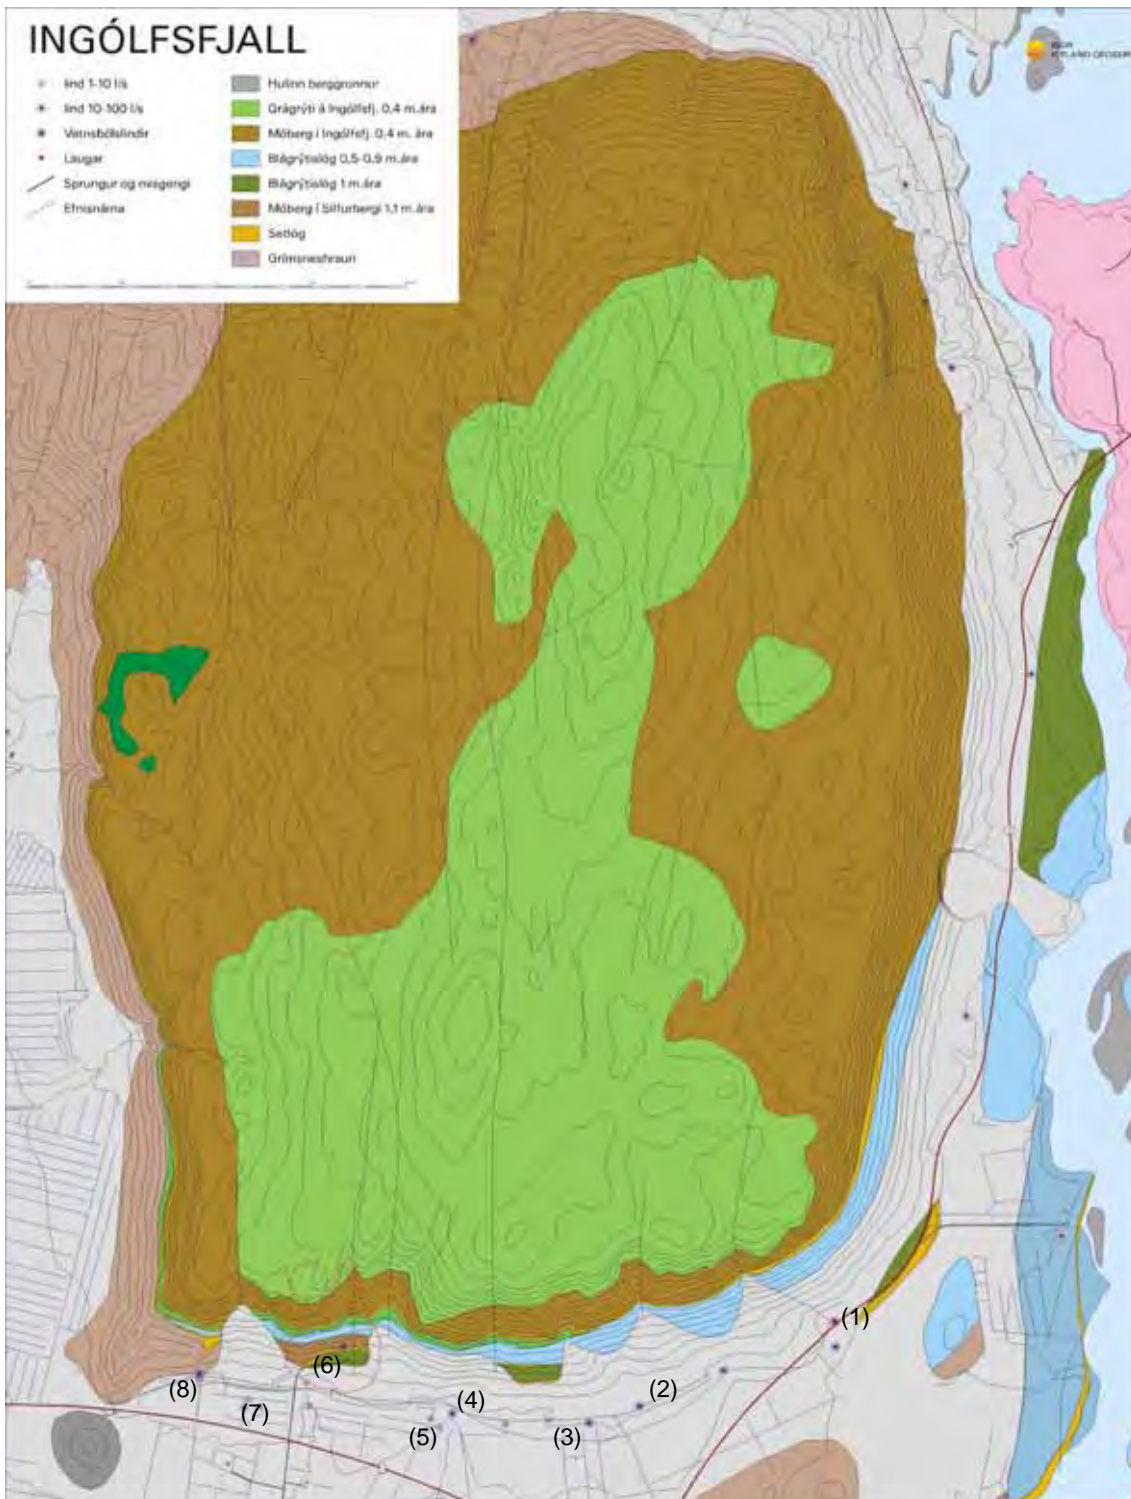 INGÓLFSFJALL
lind 1-10 l/s
lind 10-100 l/s
Vatnsbólslindir
Laugar
Sprungur og misgengi
Efnisnáma
Hulinn berggrunnur
Grágrýti á Ingólfsfj. 0,4 m.ára
Móberg í Ingólfsfj. 0,4 m. ára
Blágrýtislög 0,5-0,9 m.ára
Blágrýtislög 1 m.ára
Móberg í Silfurbergi 1,1 m.ára
Setlög
Grímsneshraun
ICELAND GEOSURVEY
(1)
(2)
(3)
(4)
(5)
(6)
(7)
(8)